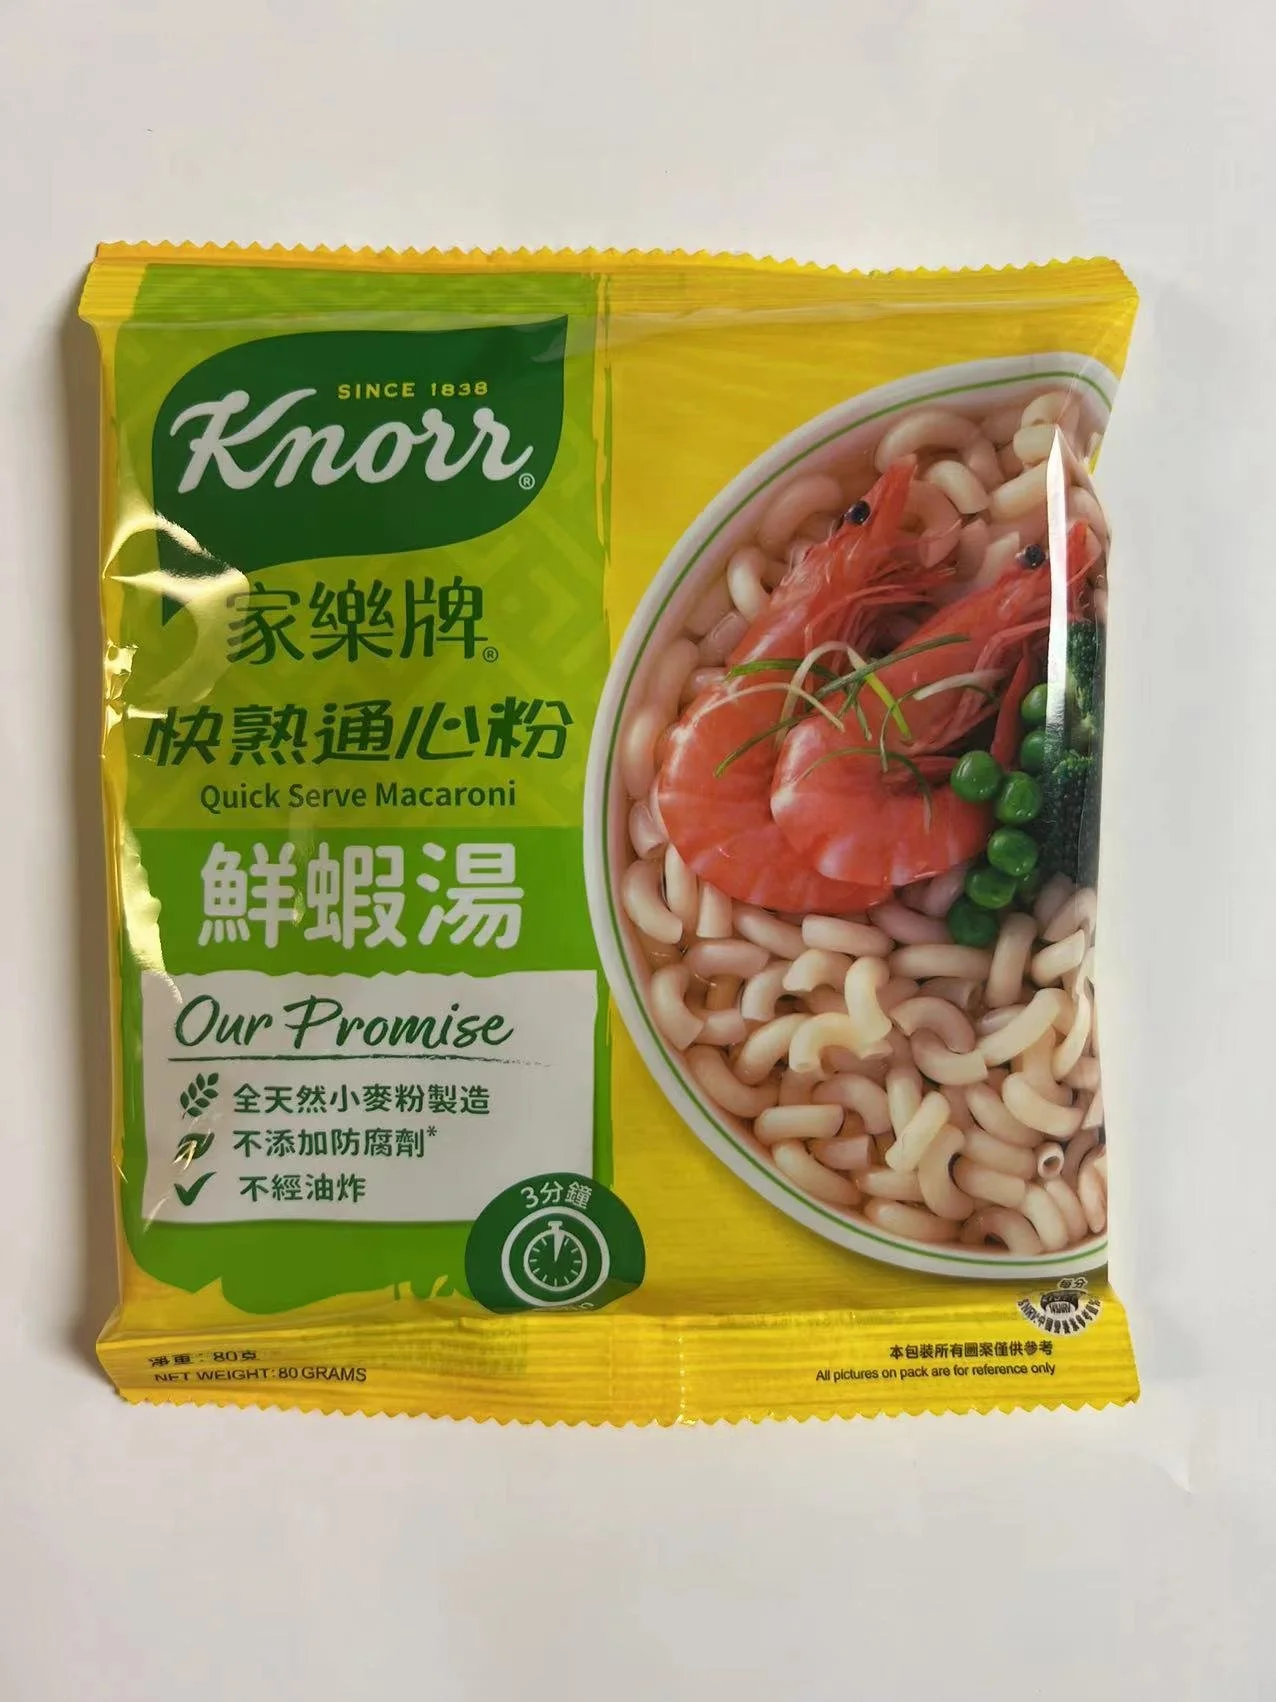 SINCE 1838
Knorr®
家樂牌®
快熟通心粉
Quick Serve Macaroni
鮮蝦湯
Our Promise
全天然小麥粉製造
不添加防腐劑*
不經油炸
3分鐘
淨重：80克
NET WEIGHT: 80 GRAMS
每分
本包裝所有圖案僅供參考
All pictures on pack are for reference only